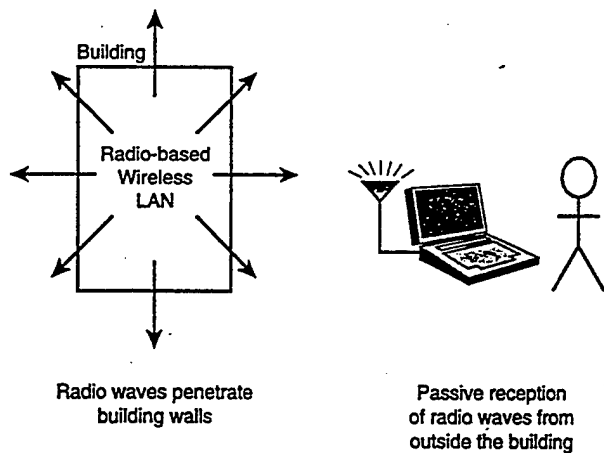 Building
Radio-based
Wireless
LAN
Radio waves penetrate
building walls
Passive reception
of radio waves from
outside the building